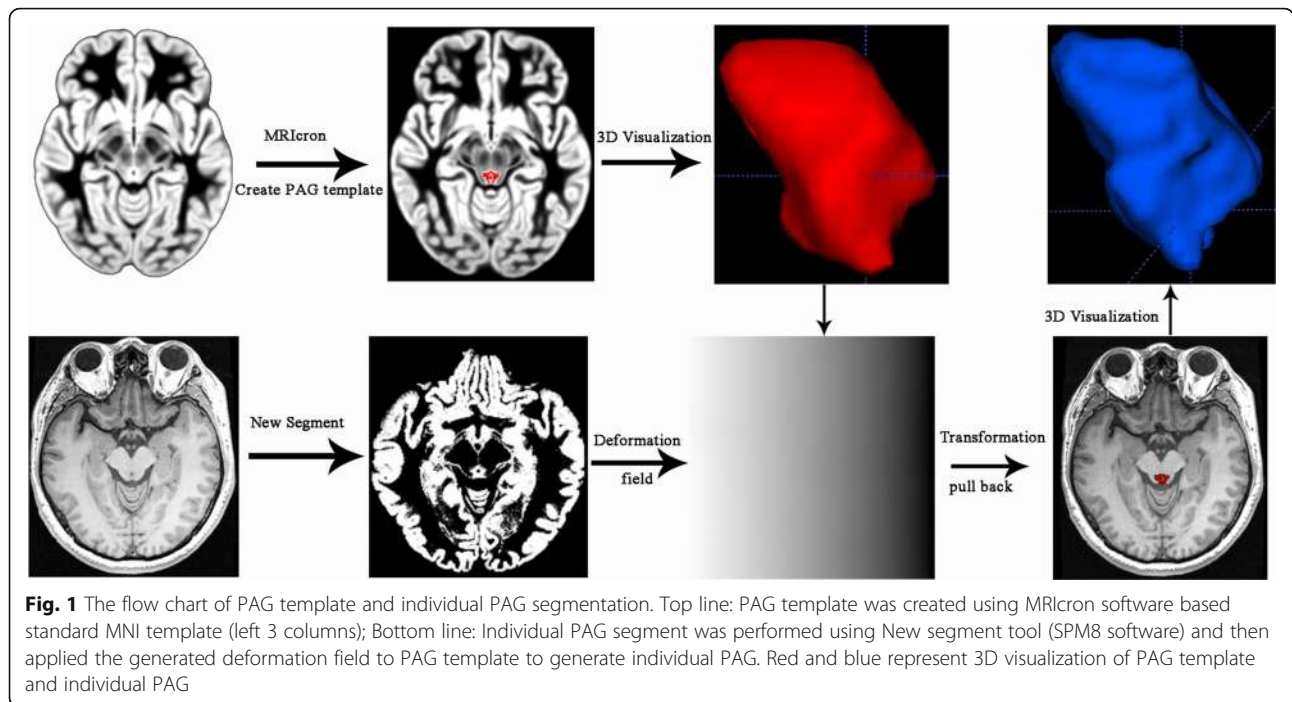 MRIcron
Create PAG template
3D Visualization
3D Visualization
New Segment
Deformation
field
Transformation
pull back
Fig. 1 The flow chart of PAG template and individual PAG segmentation. Top line: PAG template was created using MRIcron software based
standard MNI template (left 3 columns); Bottom line: Individual PAG segment was performed using New segment tool (SPM8 software) and then
applied the generated deformation field to PAG template to generate individual PAG. Red and blue represent 3D visualization of PAG template
and individual PAG